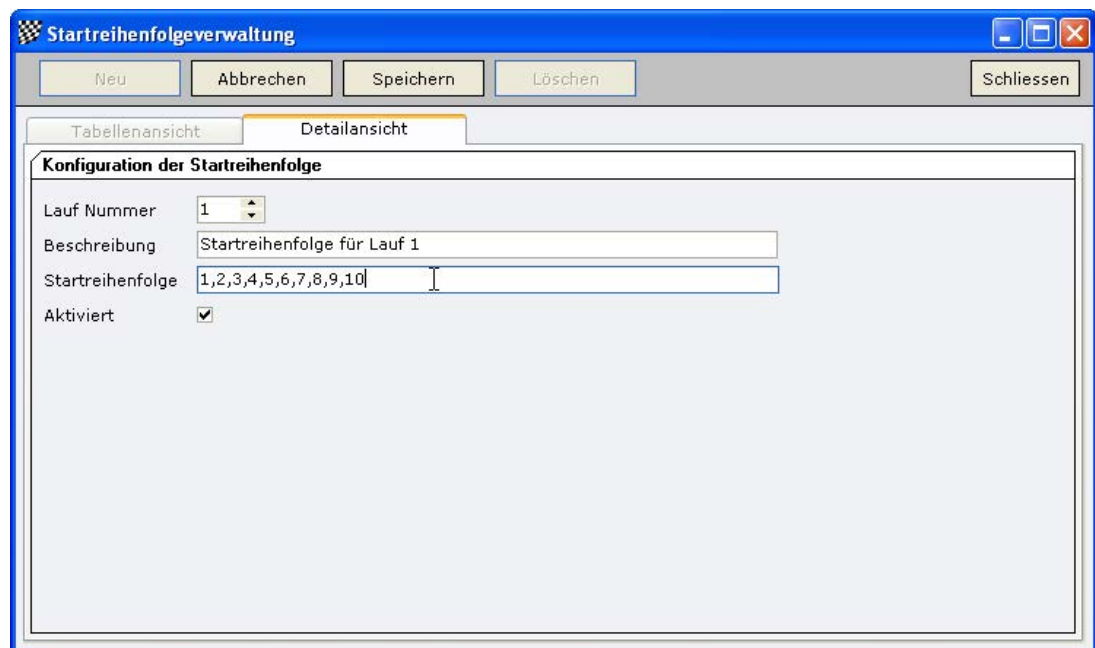 Startreihenfolgeverwaltung
Neu Abbrechen Speichern Löschen Schliessen
Tabellenansicht Detailansicht
Konfiguration der Startreihenfolge
Lauf Nummer 1
Beschreibung Startreihenfolge für Lauf 1
Startreihenfolge 1,2,3,4,5,6,7,8,9,10
Aktiviert